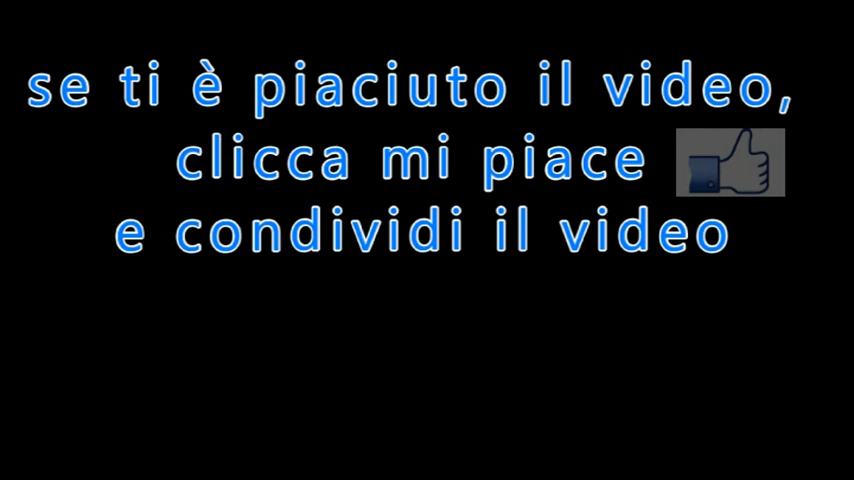 se ti è piaciuto il video,
clicca mi piace
e condividi il video